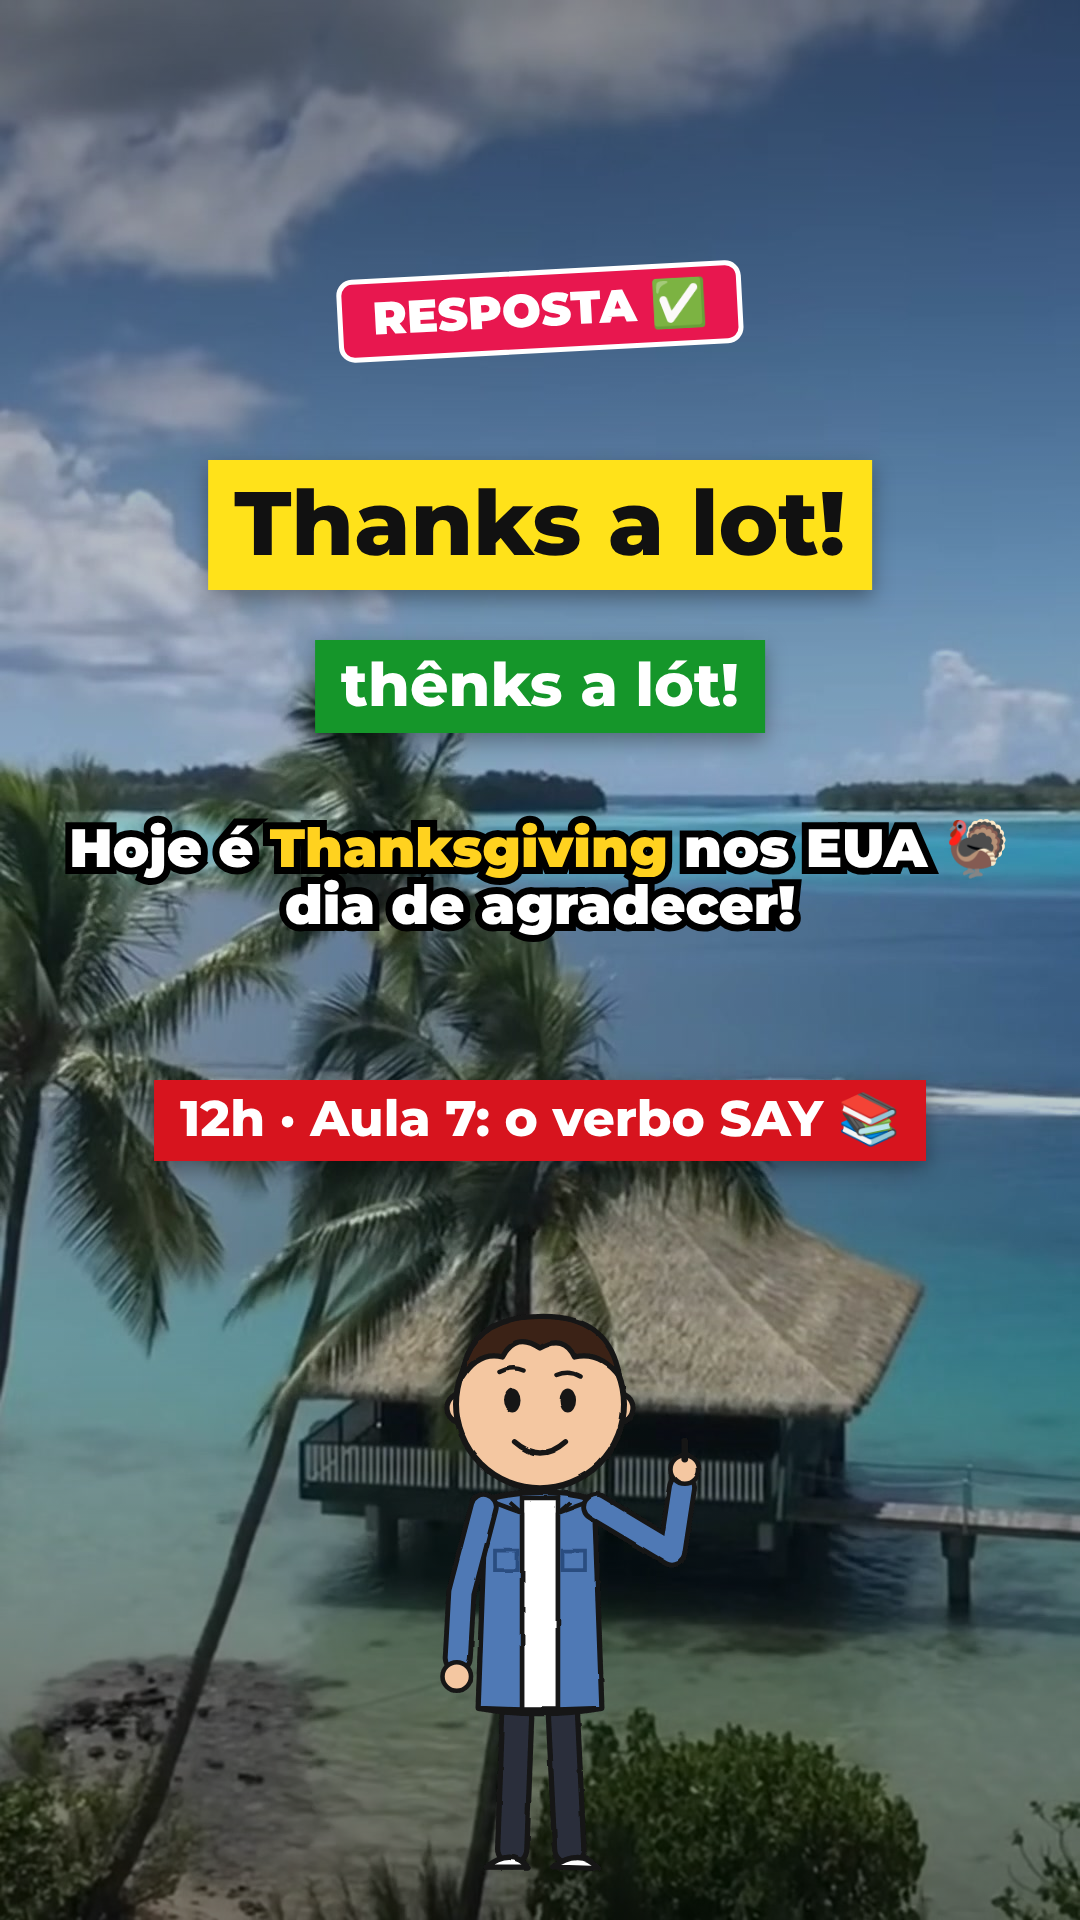 RESPOSTA ✅
Thanks a lot!
thênks a lót!
Hoje é Thanksgiving nos EUA 🦃
dia de agradecer!
12h • Aula 7: o verbo SAY 📚